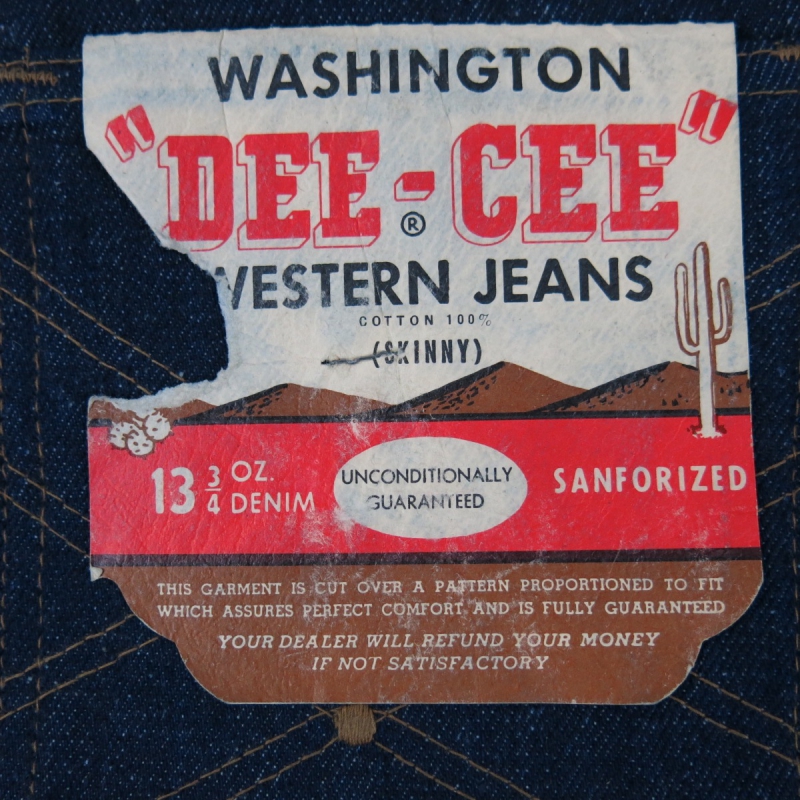 WASHINGTON
"DEE-CEE"
®
WESTERN JEANS
COTTON 100%
(SKINNY)
13 3/4 OZ. DENIM
UNCONDITIONALLY
GUARANTEED
SANFORIZED
THIS GARMENT IS CUT OVER A PATTERN PROPORTIONED TO FIT
WHICH ASSURES PERFECT COMFORT AND IS FULLY GUARANTEED
YOUR DEALER WILL REFUND YOUR MONEY
IF NOT SATISFACTORY